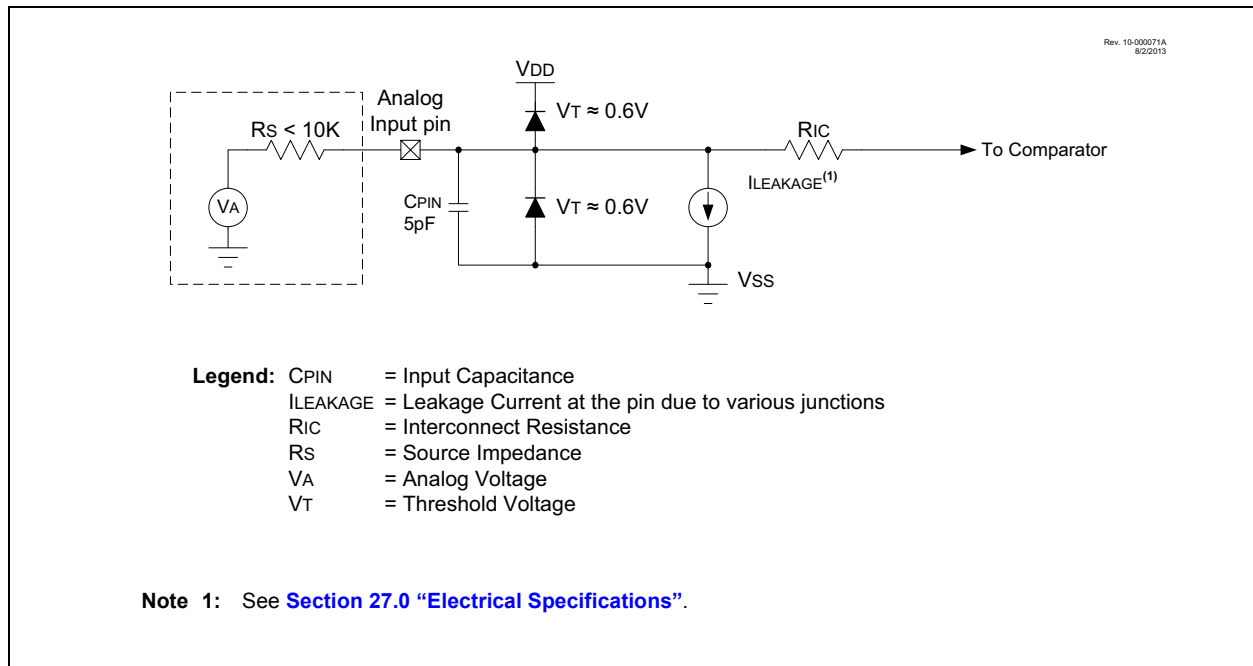 Rev. 10-000071A
8/2/2013
VDD
Analog
Input pin
VT ≈ 0.6V
RS < 10K
RIC
To Comparator
ILEAKAGE(1)
VA
CPIN
5pF
VT ≈ 0.6V
VSS
Legend: CPIN = Input Capacitance
ILEAKAGE = Leakage Current at the pin due to various junctions
RIC = Interconnect Resistance
RS = Source Impedance
VA = Analog Voltage
VT = Threshold Voltage
Note 1: See Section 27.0 “Electrical Specifications”.